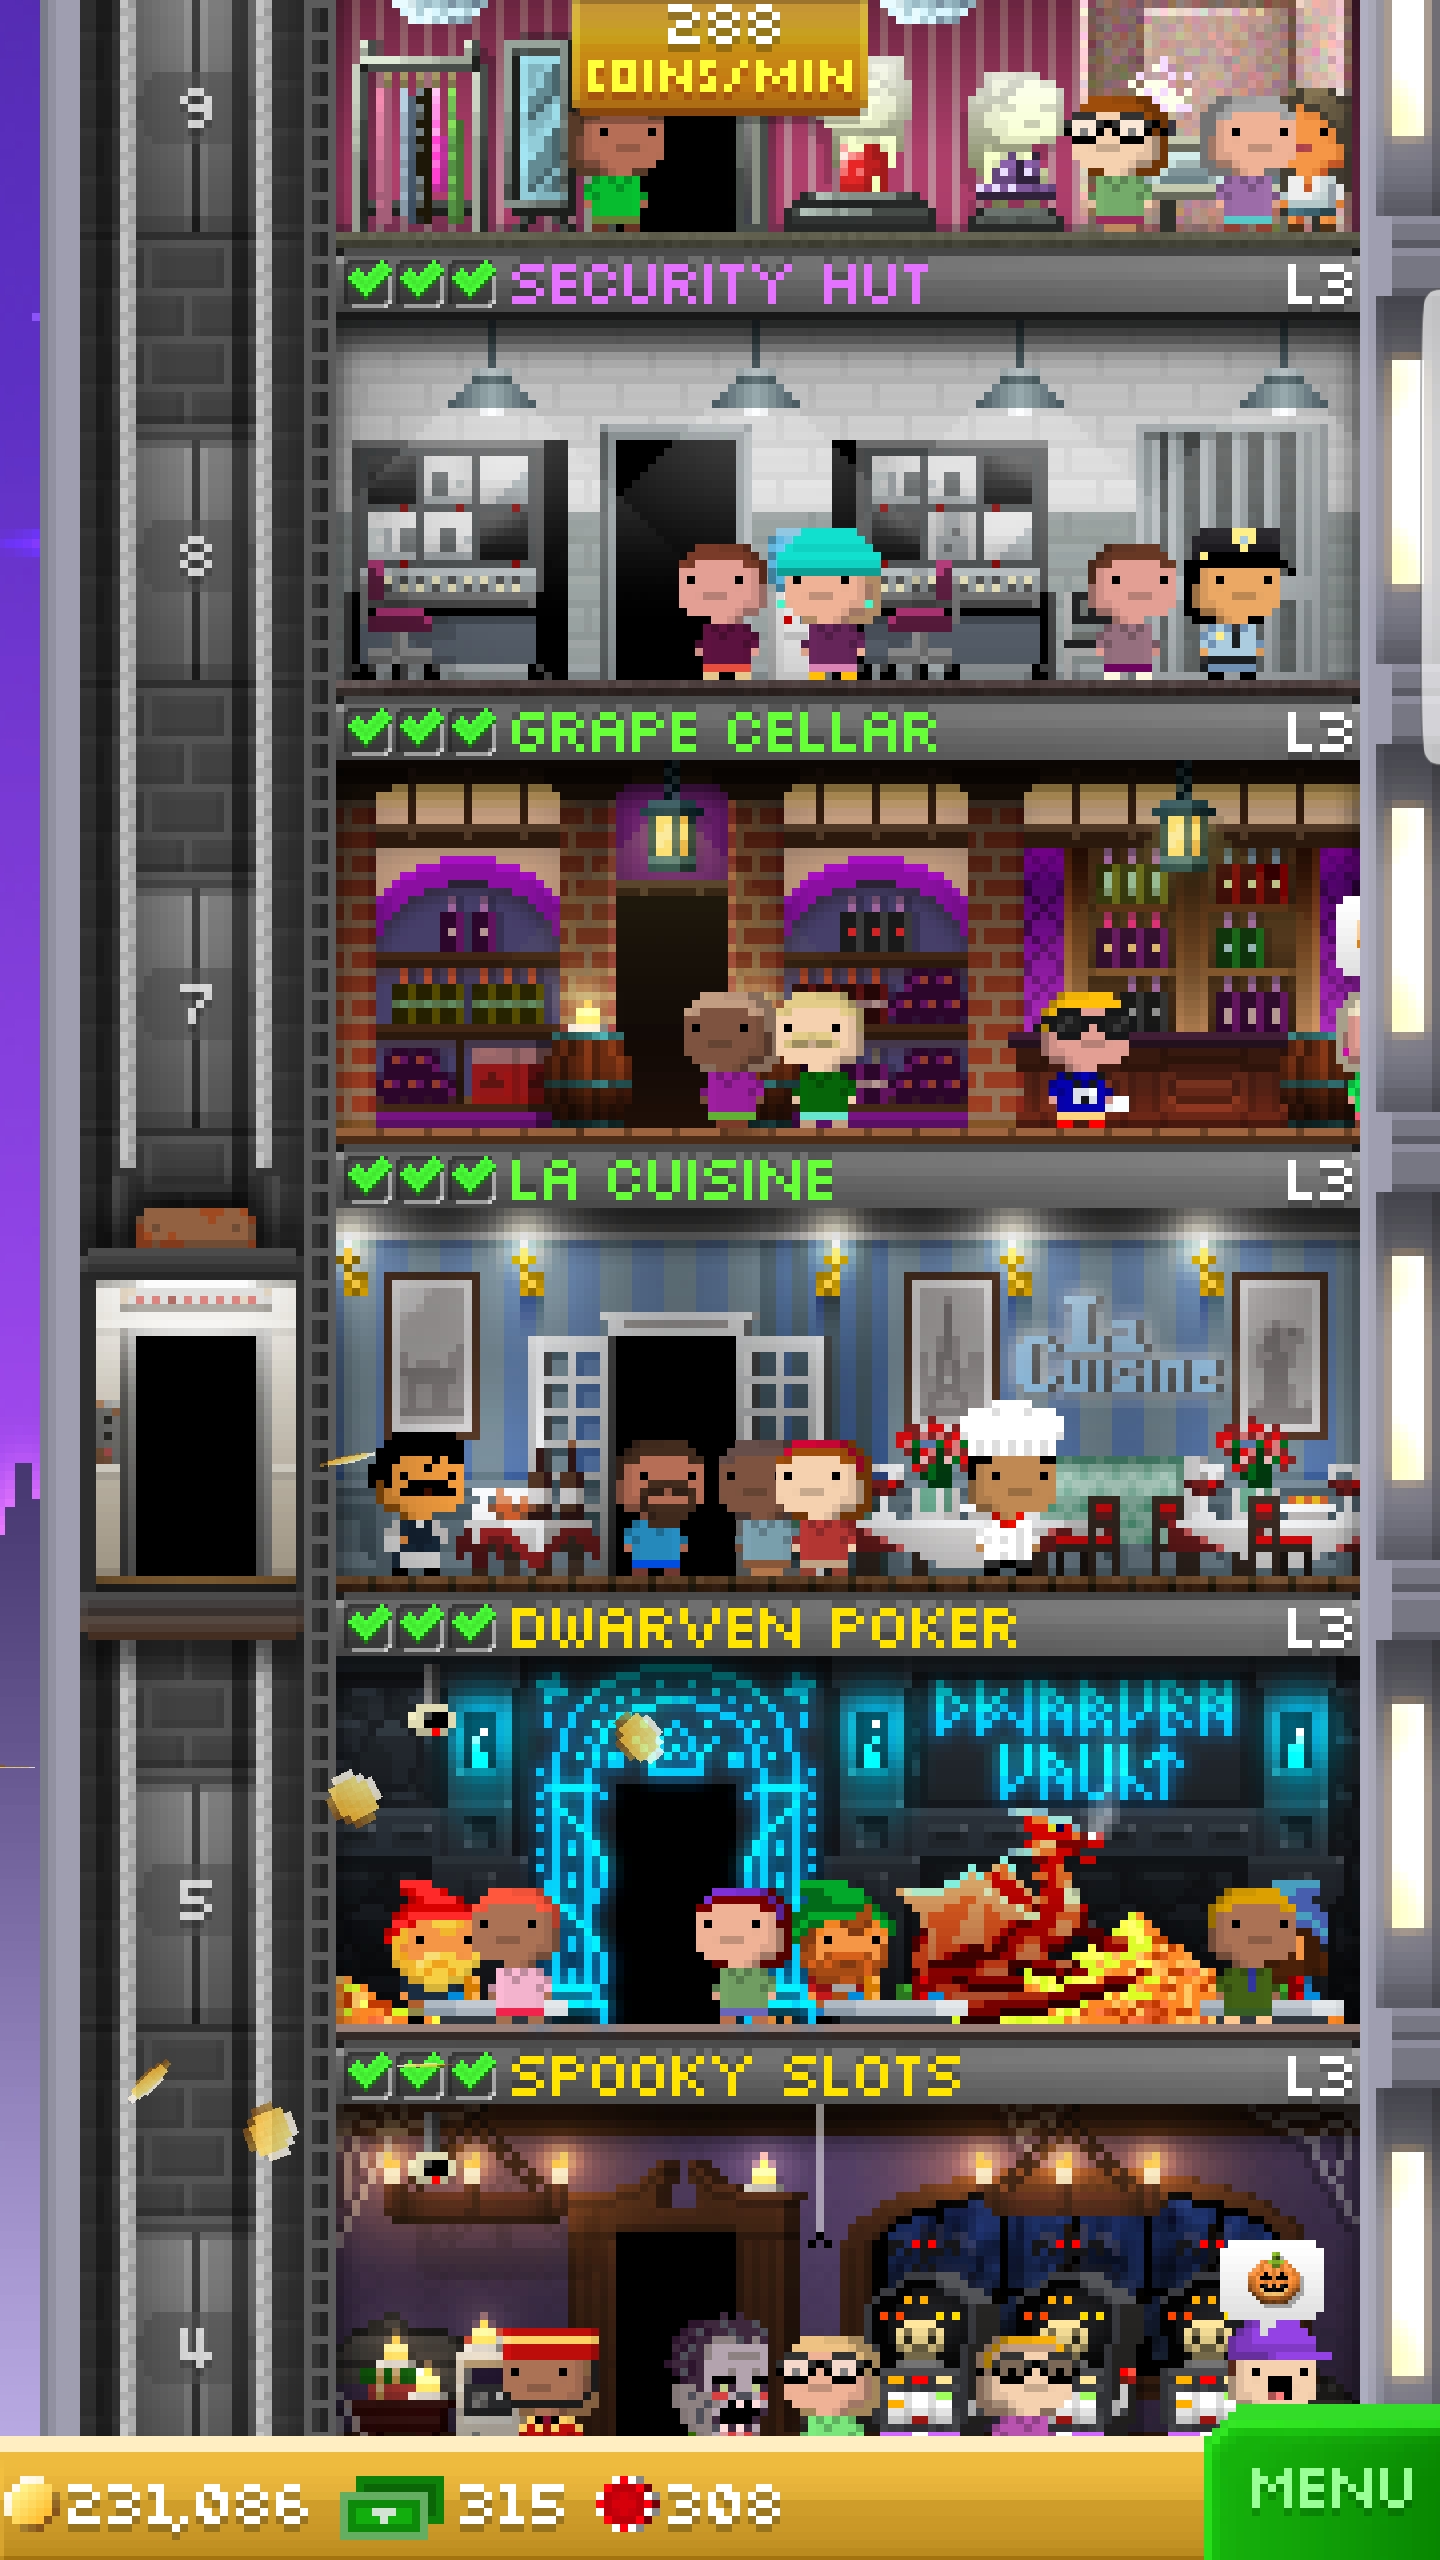 288
COINS/MIN
9
SECURITY HUT L3
8
GRAPE CELLAR L3
7
LA CUISINE L3
La
Cuisine
DWARVEN POKER L3
DWARVEN
VAULT
5
SPOOKY SLOTS L3
4
231,086 315 308
MENU